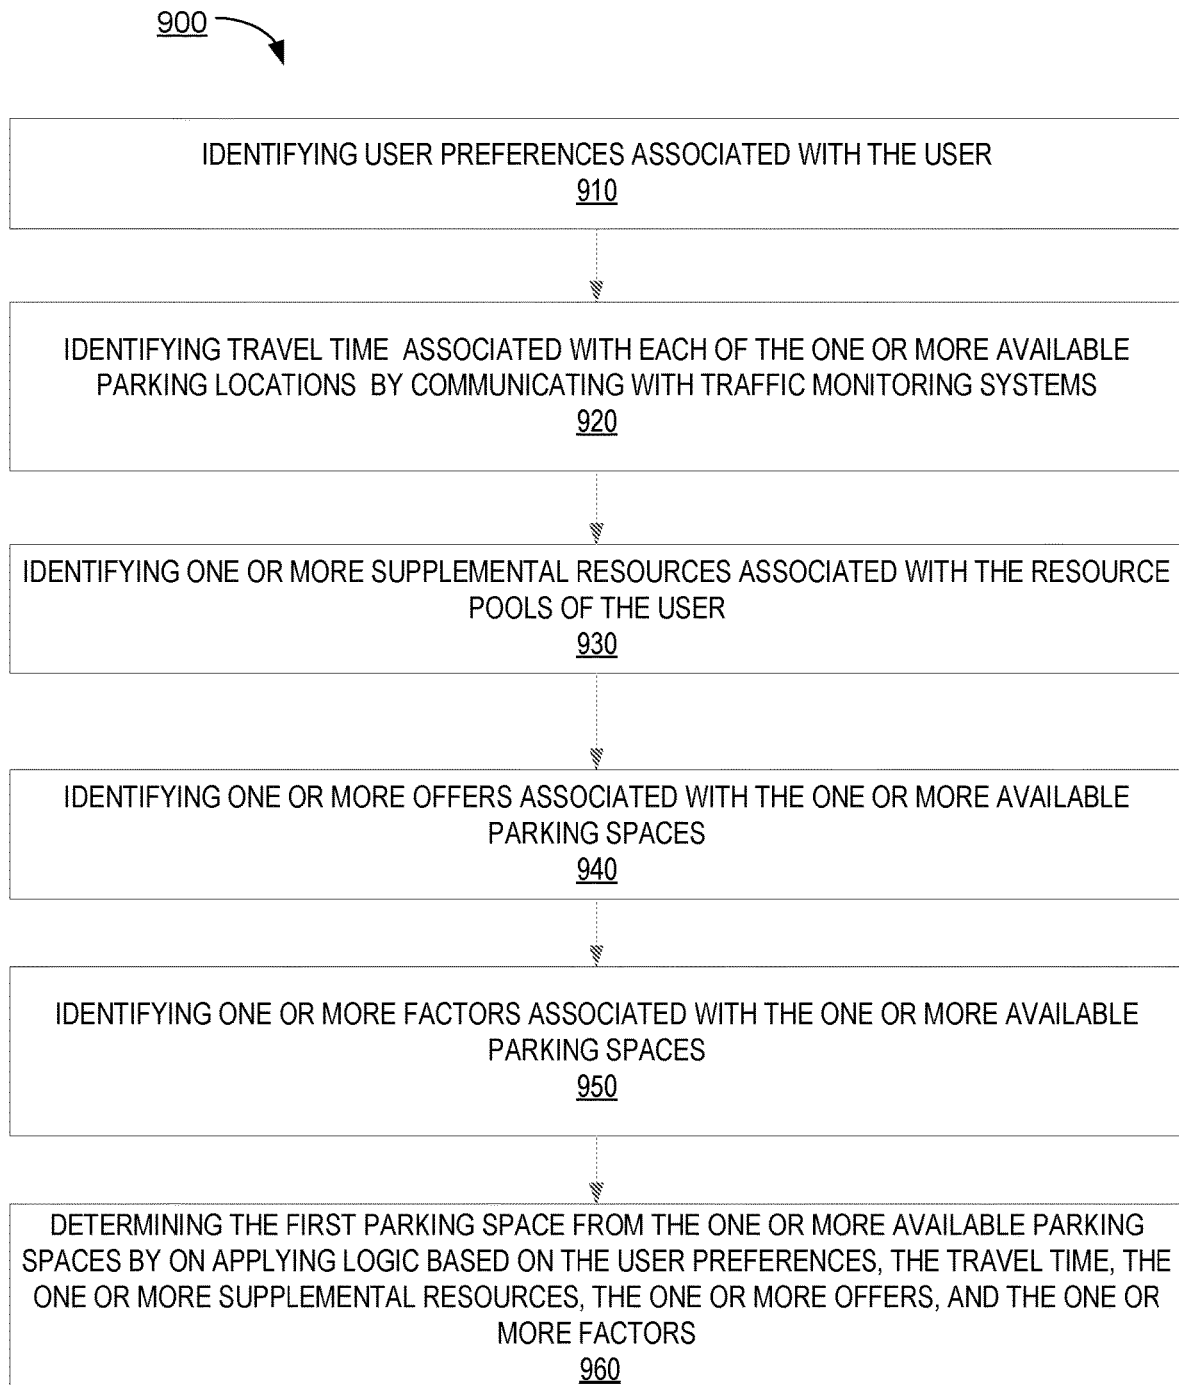 900
IDENTIFYING USER PREFERENCES ASSOCIATED WITH THE USER
910
IDENTIFYING TRAVEL TIME ASSOCIATED WITH EACH OF THE ONE OR MORE AVAILABLE
PARKING LOCATIONS BY COMMUNICATING WITH TRAFFIC MONITORING SYSTEMS
920
IDENTIFYING ONE OR MORE SUPPLEMENTAL RESOURCES ASSOCIATED WITH THE RESOURCE
POOLS OF THE USER
930
IDENTIFYING ONE OR MORE OFFERS ASSOCIATED WITH THE ONE OR MORE AVAILABLE
PARKING SPACES
940
IDENTIFYING ONE OR MORE FACTORS ASSOCIATED WITH THE ONE OR MORE AVAILABLE
PARKING SPACES
950
DETERMINING THE FIRST PARKING SPACE FROM THE ONE OR MORE AVAILABLE PARKING
SPACES BY ON APPLYING LOGIC BASED ON THE USER PREFERENCES, THE TRAVEL TIME, THE
ONE OR MORE SUPPLEMENTAL RESOURCES, THE ONE OR MORE OFFERS, AND THE ONE OR
MORE FACTORS
960